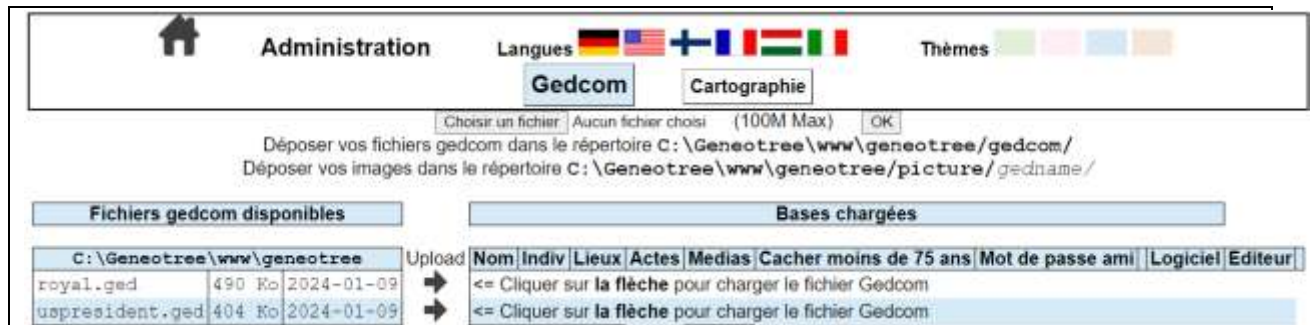 Administration Langues Thèmes
Gedcom Cartographie
Choisir un fichier Aucun fichier choisi (100M Max) OK
Déposer vos fichiers gedcom dans le répertoire C:\Geneotree\www\geneotree/gedcom/
Déposer vos images dans le répertoire C:\Geneotree\www\geneotree/picture/gedname/
Fichiers gedcom disponibles Bases chargées
C:\Geneotree\www\geneotree Upload Nom Indiv Lieux Actes Medias Cacher moins de 75 ans Mot de passe ami Logiciel Editeur
royal.ged 490 Ko 2024-01-09 <= Cliquer sur la flèche pour charger le fichier Gedcom
uspresident.ged 404 Ko 2024-01-09 <= Cliquer sur la flèche pour charger le fichier Gedcom